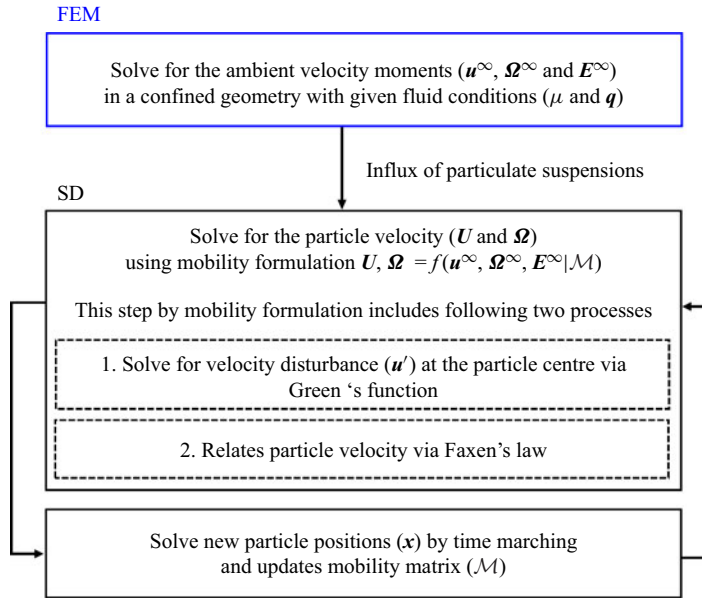 FEM
Solve for the ambient velocity moments (u∞, Ω∞ and E∞)
in a confined geometry with given fluid conditions (μ and q)
Influx of particulate suspensions
SD
Solve for the particle velocity (U and Ω)
using mobility formulation U, Ω = f(u∞, Ω∞, E∞|ℳ)
This step by mobility formulation includes following two processes
1. Solve for velocity disturbance (u′) at the particle centre via
Green ‘s function
2. Relates particle velocity via Faxen’s law
Solve new particle positions (x) by time marching
and updates mobility matrix (ℳ)